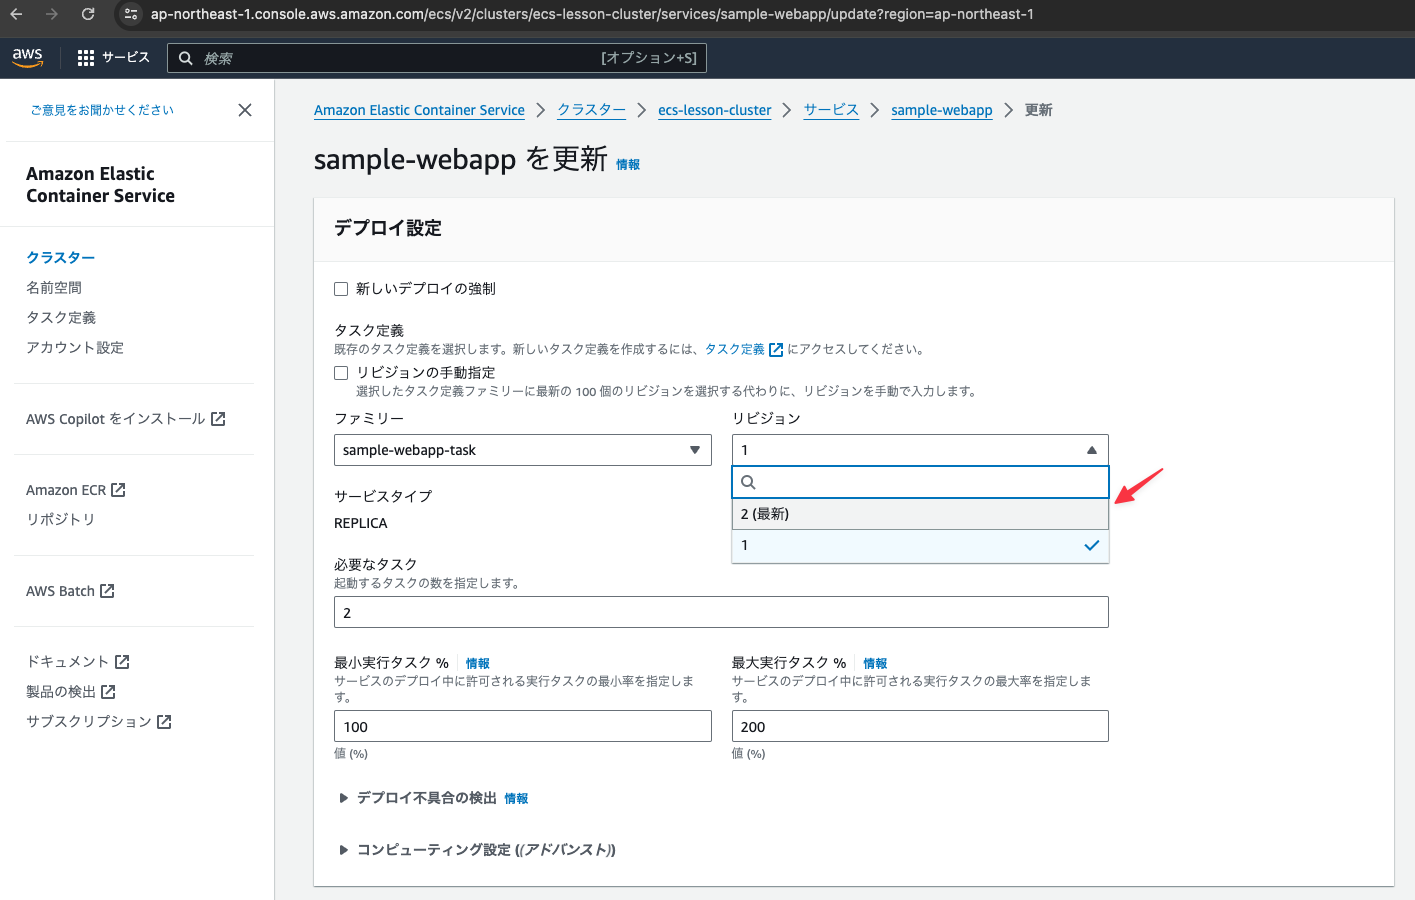 ap-northeast-1.console.aws.amazon.com/ecs/v2/clusters/ecs-lesson-cluster/services/sample-webapp/update?region=ap-northeast-1
aws
サービス
検索
[オプション+S]
ご意見をお聞かせください
Amazon Elastic Container Service
クラスター
ecs-lesson-cluster
サービス
sample-webapp
更新
Amazon Elastic
Container Service
クラスター
名前空間
タスク定義
アカウント設定
AWS Copilot をインストール
Amazon ECR
リポジトリ
AWS Batch
ドキュメント
製品の検出
サブスクリプション
sample-webapp を更新 情報
デプロイ設定
新しいデプロイの強制
タスク定義
既存のタスク定義を選択します。新しいタスク定義を作成するには、タスク定義 にアクセスしてください。
リビジョンの手動指定
選択したタスク定義ファミリーに最新の 100 個のリビジョンを選択する代わりに、リビジョンを手動で入力します。
ファミリー
sample-webapp-task
リビジョン
1
2 (最新)
1
サービスタイプ
REPLICA
必要なタスク
起動するタスクの数を指定します。
2
最小実行タスク % 情報
サービスのデプロイ中に許可される実行タスクの最小率を指定しま
す。
100
値 (%)
最大実行タスク % 情報
サービスのデプロイ中に許可される実行タスクの最大率を指定しま
す。
200
値 (%)
デプロイ不具合の検出 情報
コンピューティング設定 ((アドバンスト))